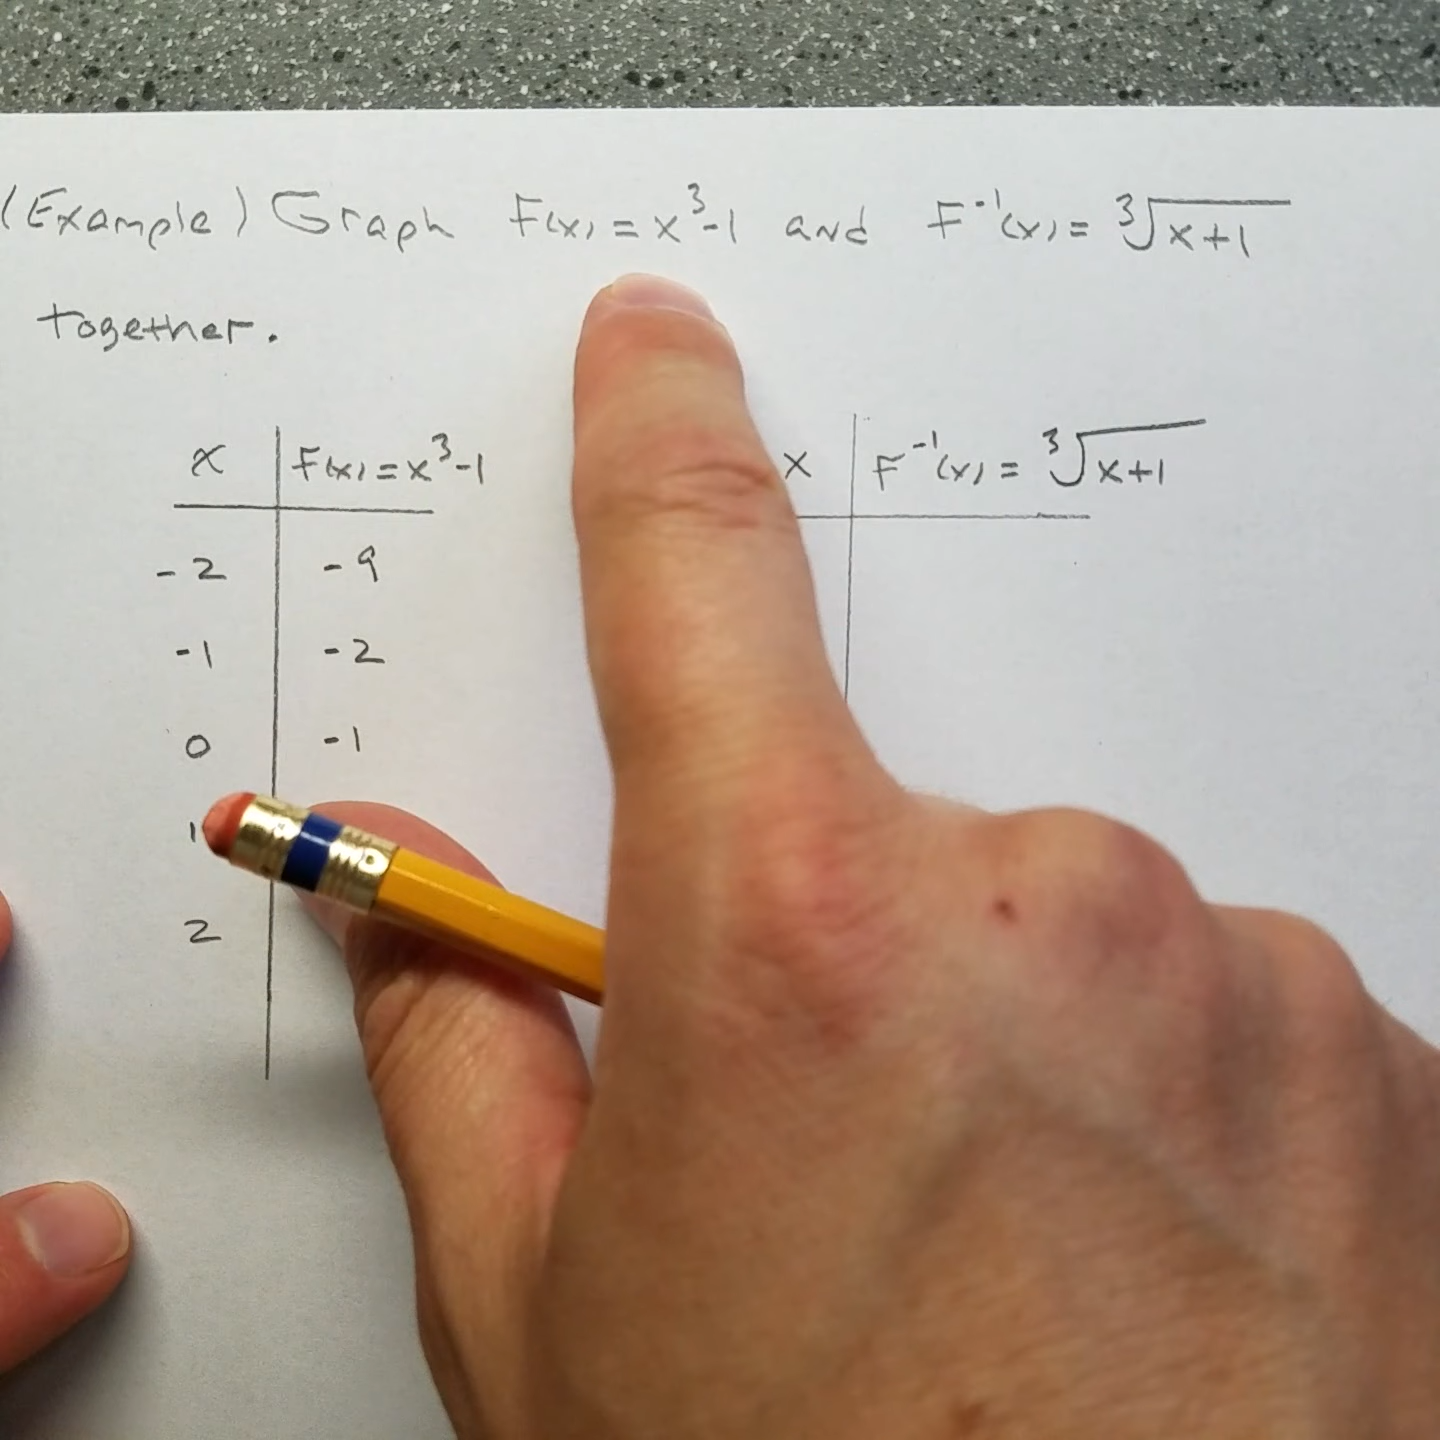 (Example) Graph F(x) = x³-1 and F⁻¹(x) = ∛(x+1)
together.
x F(x) = x³-1 x F⁻¹(x) = ∛(x+1)
-2 -9
-1 -2
0 -1
1
2